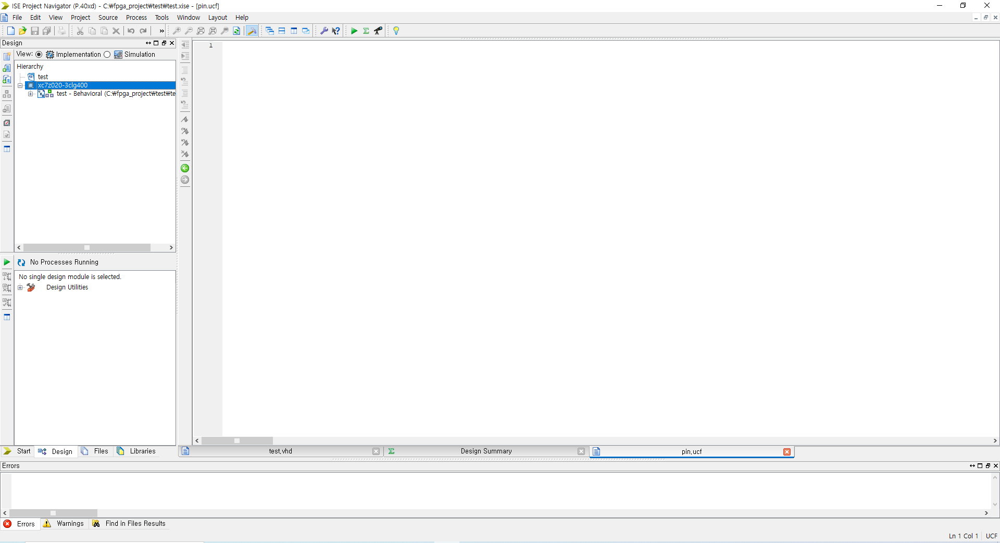 ISE Project Navigator (P.40xd) - C:₩fpga_project₩test₩test.xise - [pin.ucf]
File Edit View Project Source Process Tools Window Layout Help
»
Design
View: Implementation Simulation
Hierarchy
test
xc7z020-3clg400
test - Behavioral (C:₩fpga_project₩test₩te
1
No Processes Running
No single design module is selected.
Design Utilities
Start Design Files Libraries
test.vhd Design Summary pin.ucf
Errors
Errors Warnings Find in Files Results
Ln 1 Col 1 UCF